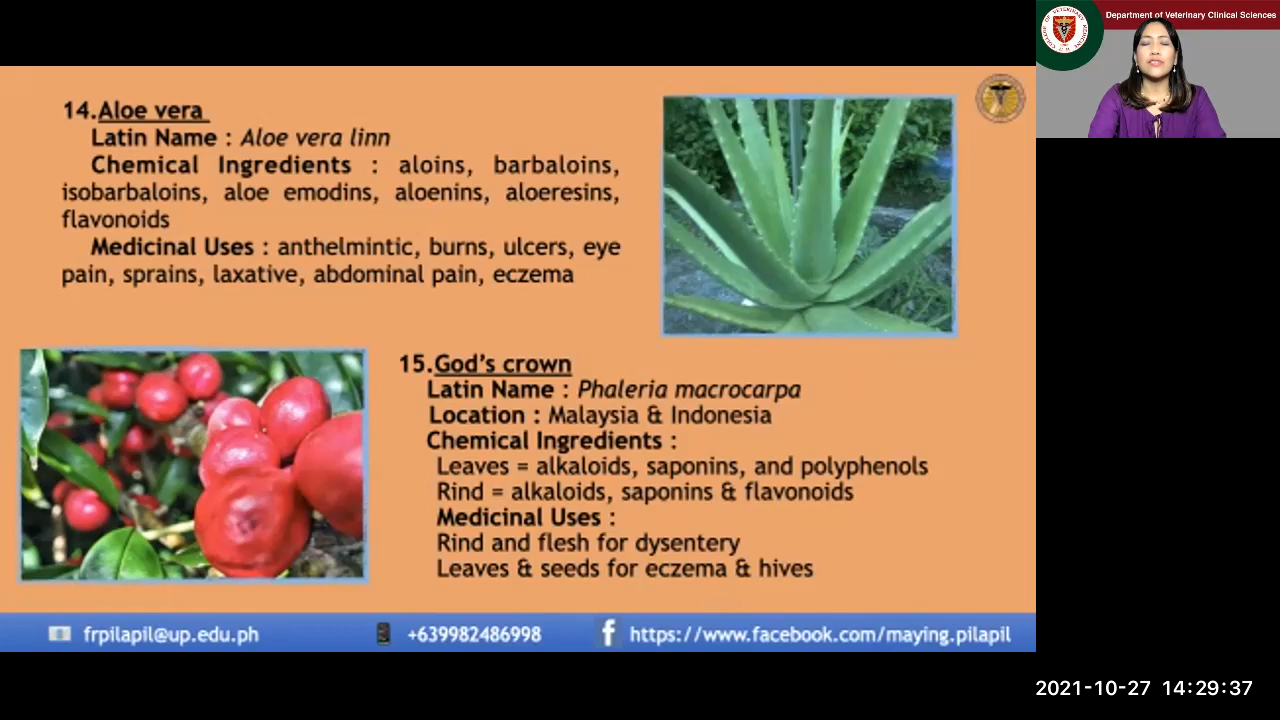 Department of Veterinary Clinical Sciences
14.Aloe vera
Latin Name : Aloe vera linn
Chemical Ingredients : aloins, barbaloins,
isobarbaloins, aloe emodins, aloenins, aloeresins,
flavonoids
Medicinal Uses : anthelmintic, burns, ulcers, eye
pain, sprains, laxative, abdominal pain, eczema
15.God's crown
Latin Name : Phaleria macrocarpa
Location : Malaysia & Indonesia
Chemical Ingredients :
Leaves = alkaloids, saponins, and polyphenols
Rind = alkaloids, saponins & flavonoids
Medicinal Uses :
Rind and flesh for dysentery
Leaves & seeds for eczema & hives
frpilapil@up.edu.ph
+639982486998
https://www.facebook.com/maying.pilapil
2021-10-27 14:29:37